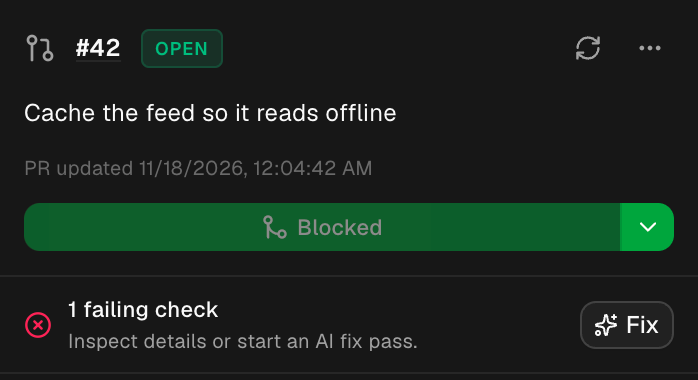 #42 OPEN
Cache the feed so it reads offline
PR updated 11/18/2026, 12:04:42 AM
Blocked
1 failing check
Inspect details or start an AI fix pass.
Fix